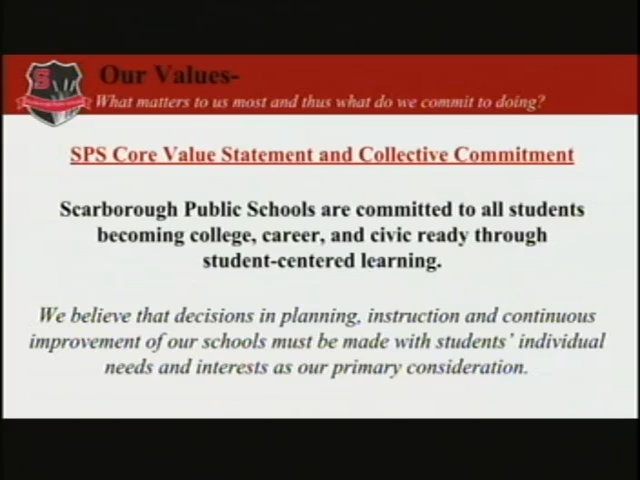 S
Our Values-
What matters to us most and thus what do we commit to doing?
SPS Core Value Statement and Collective Commitment
Scarborough Public Schools are committed to all students
becoming college, career, and civic ready through
student-centered learning.
We believe that decisions in planning, instruction and continuous
improvement of our schools must be made with students' individual
needs and interests as our primary consideration.